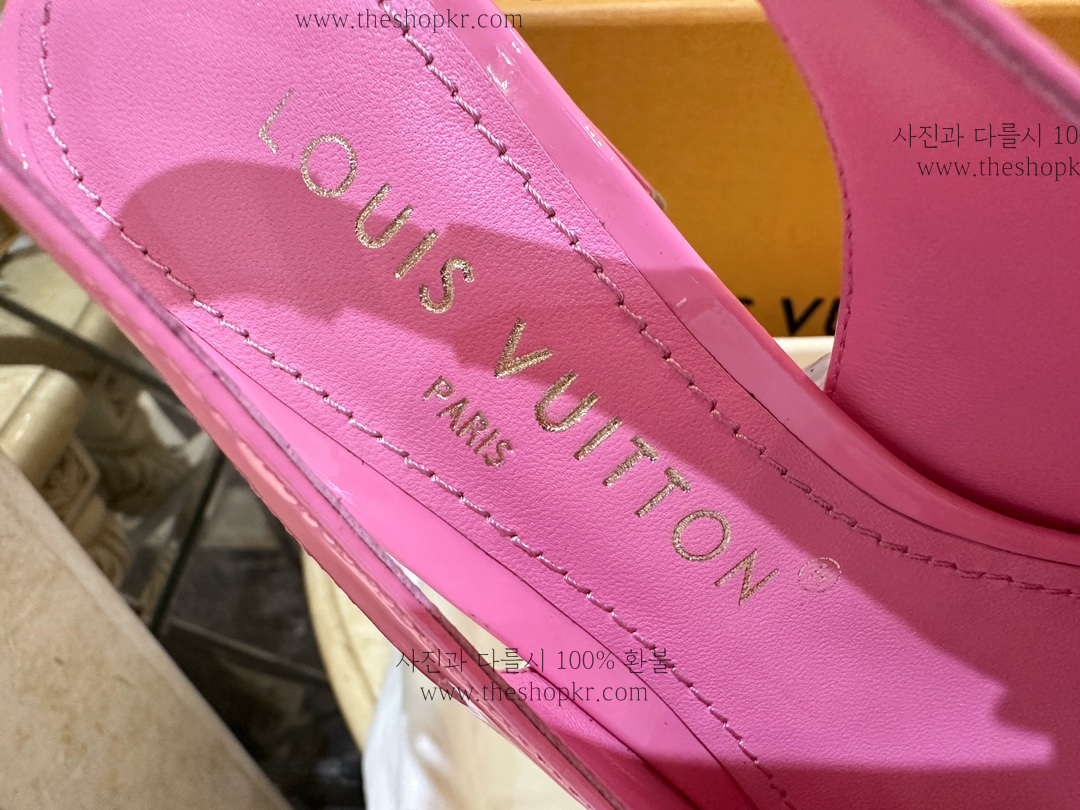 www.theshopkr.com
사진과 다를시 10
www.theshopk
LOUIS VUITTON ®
PARIS
VU
사진과 다를시 100% 환불
www.theshopkr.com